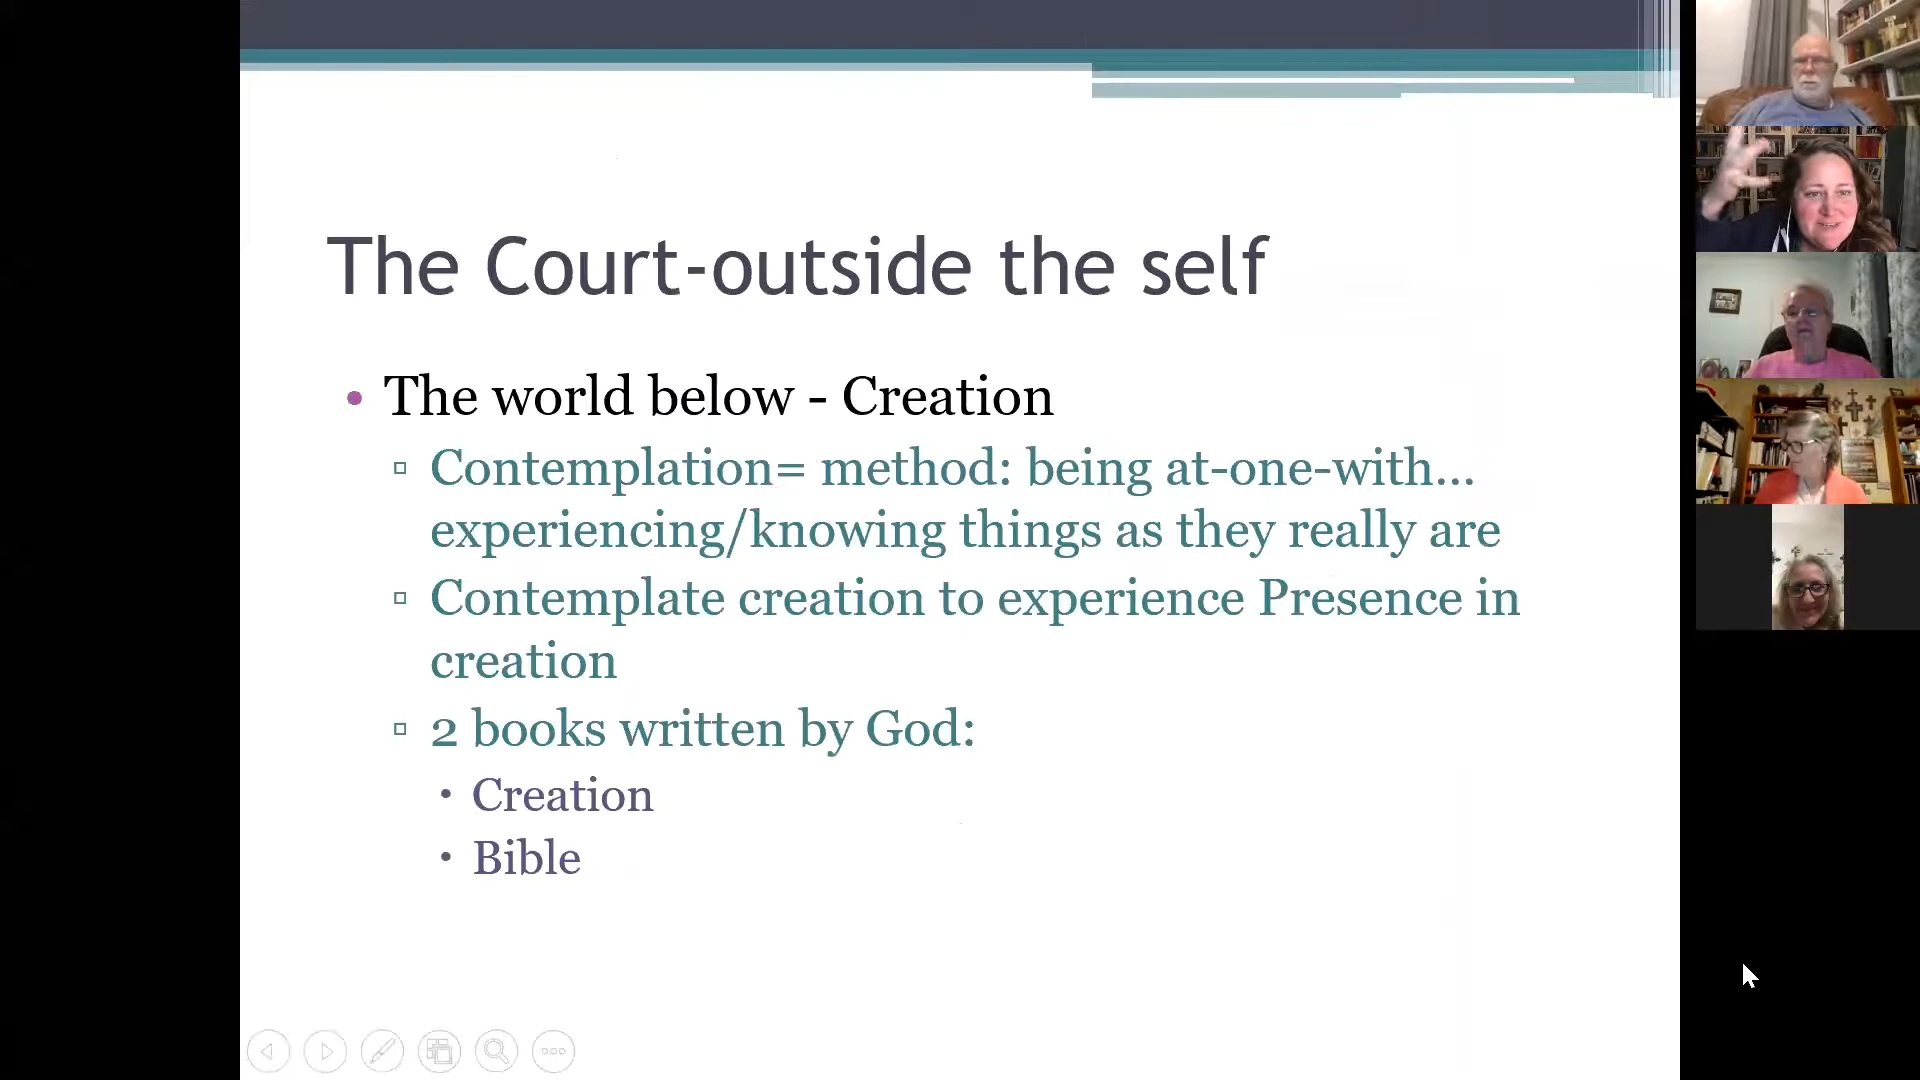 The Court-outside the self
The world below - Creation
Contemplation= method: being at-one-with...
experiencing/knowing things as they really are
Contemplate creation to experience Presence in
creation
2 books written by God:
Creation
Bible